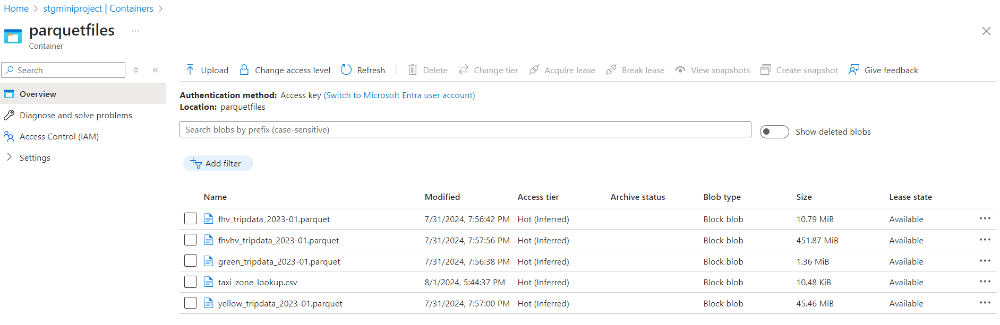 Home > stgminiproject | Containers >
parquetfiles ...
Container
Search
Overview
Diagnose and solve problems
Access Control (IAM)
Settings
Upload Change access level Refresh Delete Change tier Acquire lease Break lease View snapshots Create snapshot Give feedback
Authentication method: Access key (Switch to Microsoft Entra user account)
Location: parquetfiles
Search blobs by prefix (case-sensitive)
Show deleted blobs
Add filter
Name Modified Access tier Archive status Blob type Size Lease state
fhv_tripdata_2023-01.parquet 7/31/2024, 7:56:42 PM Hot (Inferred) Block blob 10.79 MiB Available
fhvhv_tripdata_2023-01.parquet 7/31/2024, 7:57:56 PM Hot (Inferred) Block blob 451.87 MiB Available
green_tripdata_2023-01.parquet 7/31/2024, 7:56:38 PM Hot (Inferred) Block blob 1.36 MiB Available
taxi_zone_lookup.csv 8/1/2024, 5:44:37 PM Hot (Inferred) Block blob 10.48 KiB Available
yellow_tripdata_2023-01.parquet 7/31/2024, 7:57:00 PM Hot (Inferred) Block blob 45.46 MiB Available